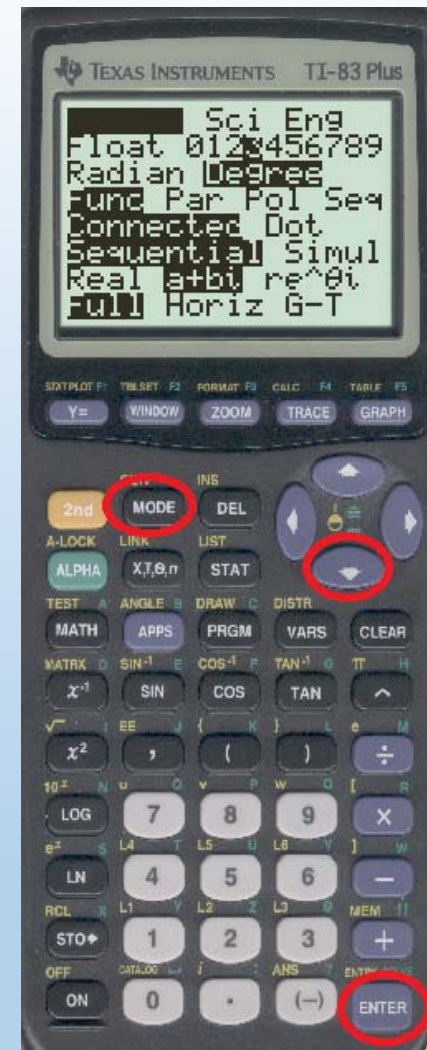 TEXAS INSTRUMENTS TI-83 Plus
Sci Eng
Float 0123456789
Radian Degree
Func Par Pol Seq
Connected Dot
Sequential Simul
Real a+bi re^θi
Full Horiz G-T
STAT PLOT F1 TBLSET F2 FORMAT F3 CALC F4 TABLE F5
Y= WINDOW ZOOM TRACE GRAPH
INS
2nd MODE DEL
A-LOCK LINK LIST
ALPHA X,T,θ,n STAT
TEST A ANGLE B DRAW C DISTR
MATH APPS PRGM VARS CLEAR
MATRX D SIN⁻¹ E COS⁻¹ F TAN⁻¹ G π H
x⁻¹ SIN COS TAN ^
√ I EE J { K } L e M
x² , ( ) ÷
10ˣ N u O v P w Q [ R
LOG 7 8 9 ×
eˣ S L4 T L5 U L6 V ] W
LN 4 5 6 −
RCL X L1 Y L2 Z L3 θ MEM "
STO➧ 1 2 3 +
OFF CATALOG i : ANS ? ENTRY
ON 0 . (−) ENTER